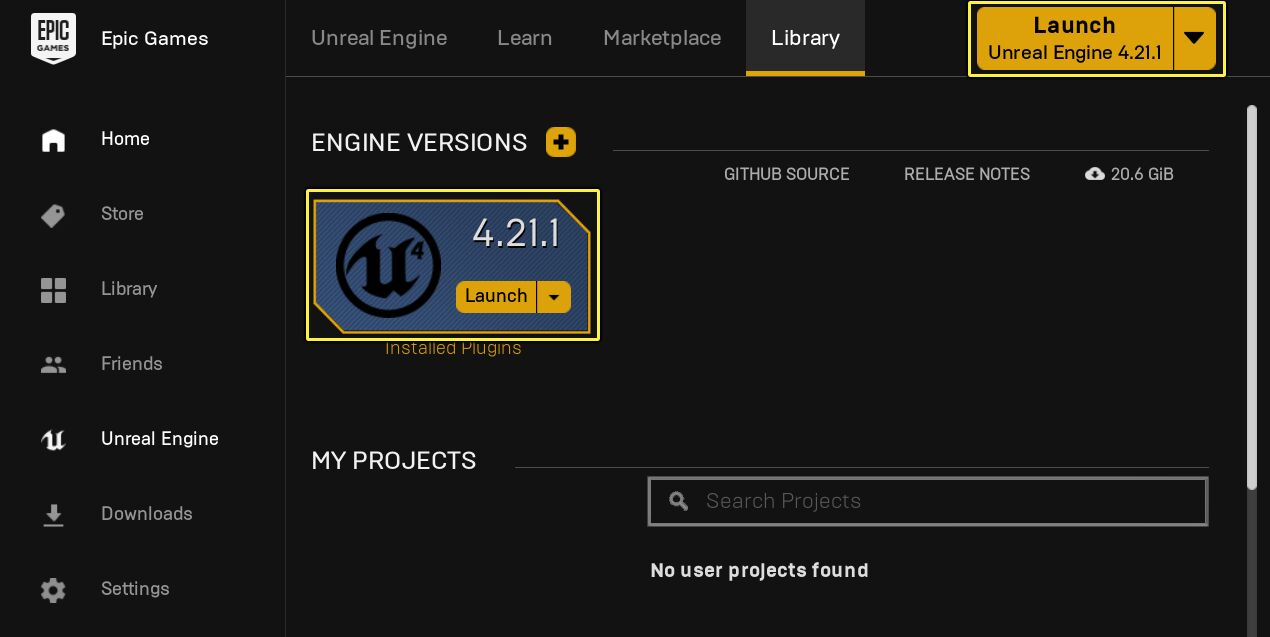 EPIC
GAMES
Epic Games
Unreal Engine
Learn
Marketplace
Library
Launch
Unreal Engine 4.21.1
Home
Store
Library
Friends
Unreal Engine
Downloads
Settings
ENGINE VERSIONS
GITHUB SOURCE
RELEASE NOTES
20.6 GiB
4
4.21.1
Launch
Installed Plugins
MY PROJECTS
Search Projects
No user projects found